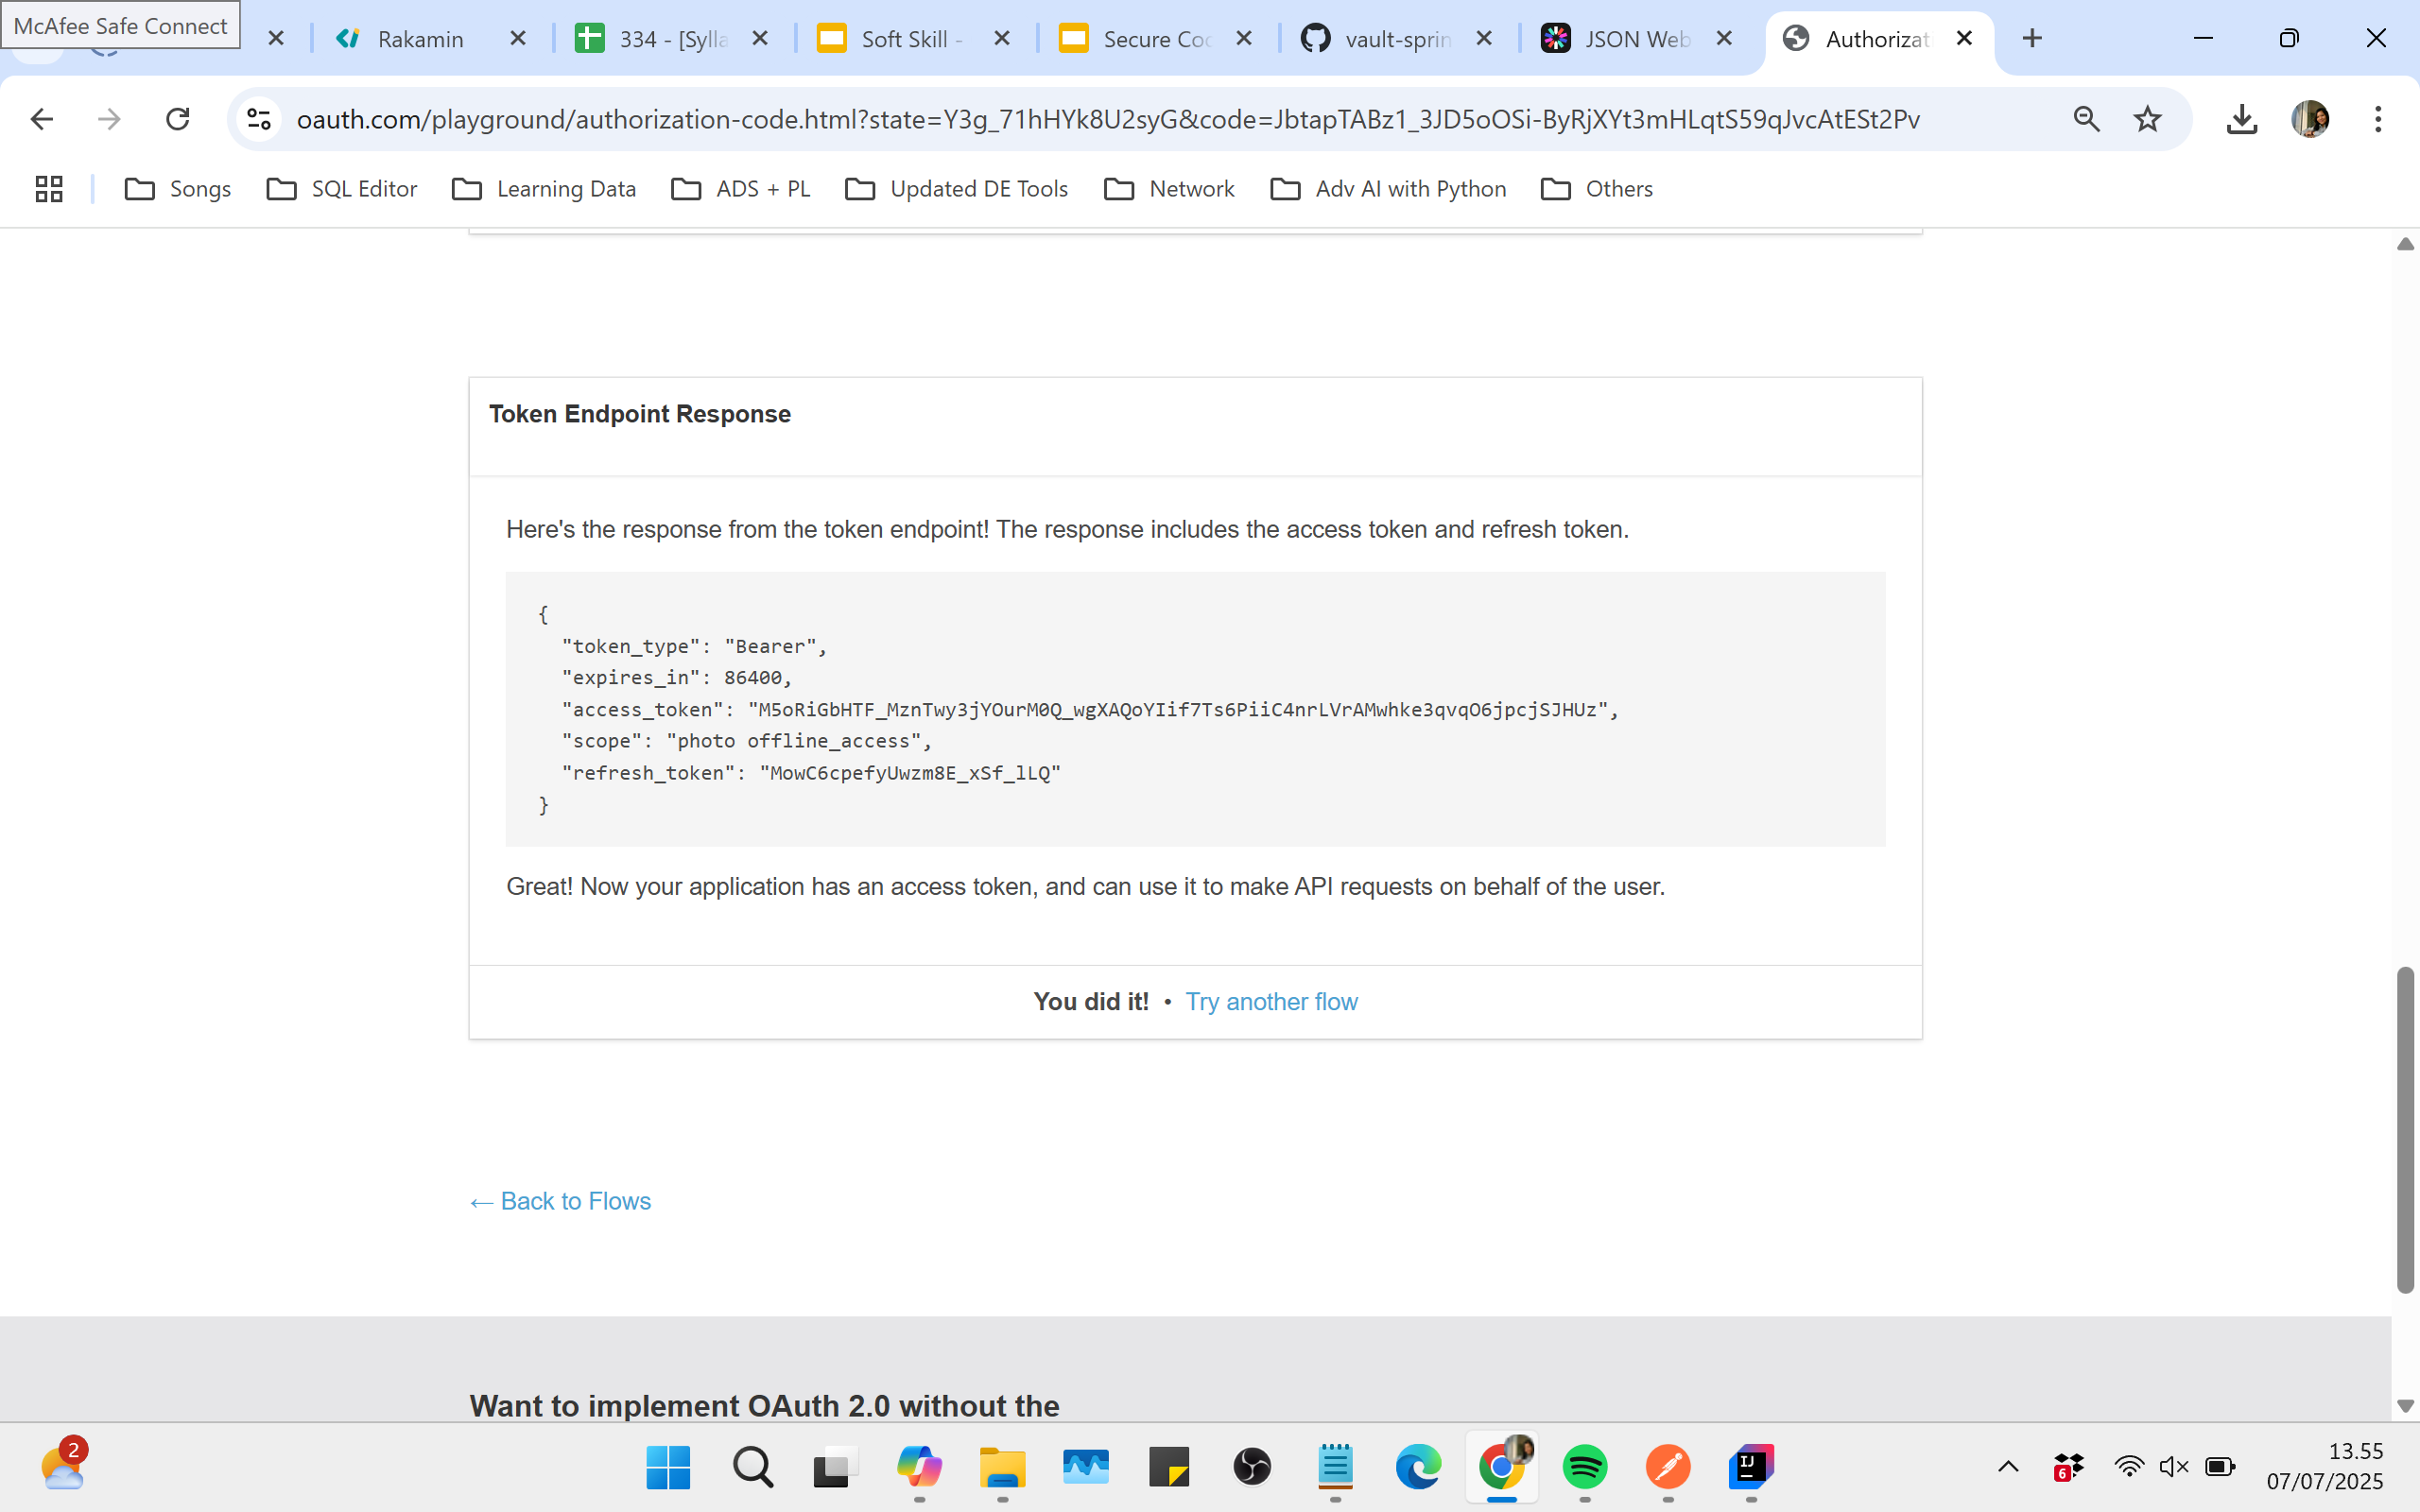 McAfee Safe Connect
Rakamin
334 - [Sylla
Soft Skill -
Secure Coc
vault-sprin
JSON Web
Authorizat
oauth.com/playground/authorization-code.html?state=Y3g_71hHYk8U2syG&code=JbtapTABz1_3JD5oOSi-ByRjXYt3mHLqtS59qJvcAtESt2Pv
Songs
SQL Editor
Learning Data
ADS + PL
Updated DE Tools
Network
Adv AI with Python
Others
Token Endpoint Response
Here's the response from the token endpoint! The response includes the access token and refresh token.
{
"token_type": "Bearer",
"expires_in": 86400,
"access_token": "M5oRiGbHTF_MznTwy3jYOurM0Q_wgXAQoYIif7Ts6PiiC4nrLVrAMwhke3qvqO6jpcjSJHUz",
"scope": "photo offline_access",
"refresh_token": "MowC6cpefyUwzm8E_xSf_lLQ"
}
Great! Now your application has an access token, and can use it to make API requests on behalf of the user.
You did it! • Try another flow
← Back to Flows
Want to implement OAuth 2.0 without the
2
IJ
6
13.55
07/07/2025